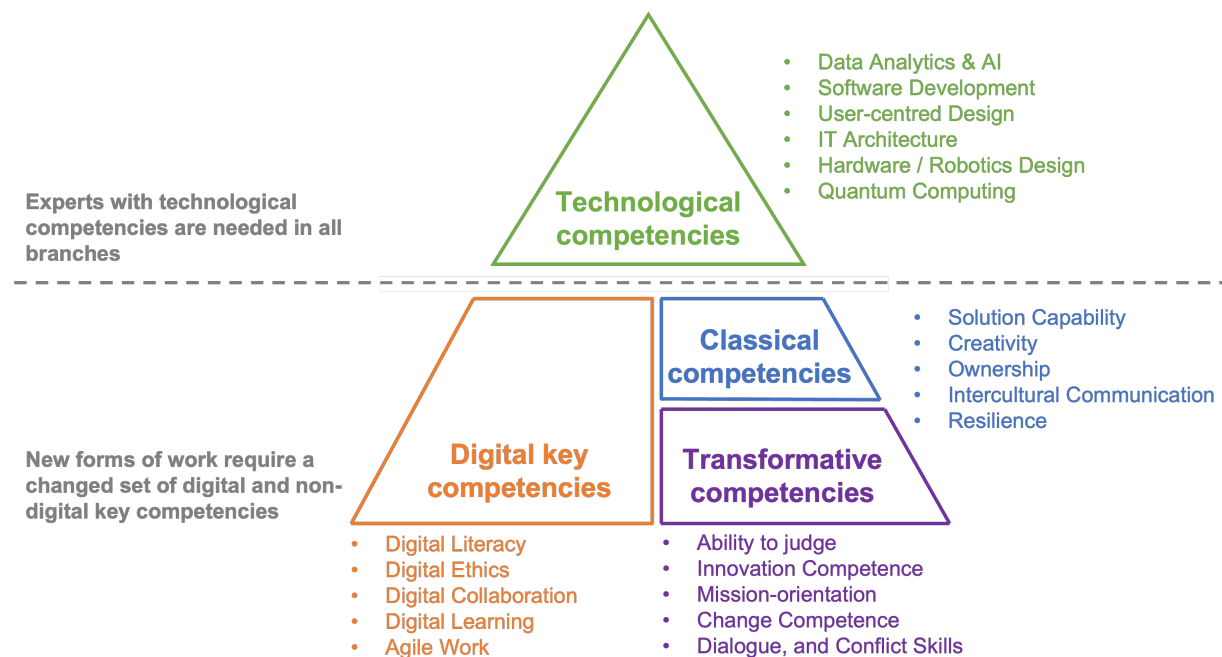 • Data Analytics & AI
• Software Development
• User-centred Design
• IT Architecture
• Hardware / Robotics Design
• Quantum Computing
Technological
competencies
Experts with technological
competencies are needed in all
branches
Classical
competencies
• Solution Capability
• Creativity
• Ownership
• Intercultural Communication
• Resilience
New forms of work require a
changed set of digital and non-
digital key competencies
Digital key
competencies
Transformative
competencies
• Digital Literacy
• Digital Ethics
• Digital Collaboration
• Digital Learning
• Agile Work
• Ability to judge
• Innovation Competence
• Mission-orientation
• Change Competence
• Dialogue, and Conflict Skills